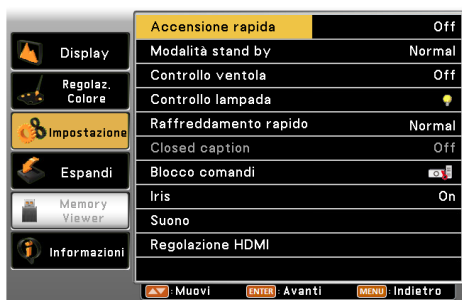 Display
Regolaz.
Colore
Impostazione
Espandi
Memory
Viewer
Informazioni
Accensione rapida Off
Modalità stand by Normal
Controllo ventola Off
Controllo lampada
Raffreddamento rapido Normal
Closed caption Off
Blocco comandi
Iris On
Suono
Regolazione HDMI
:Muovi ENTER :Avanti MENU :Indietro